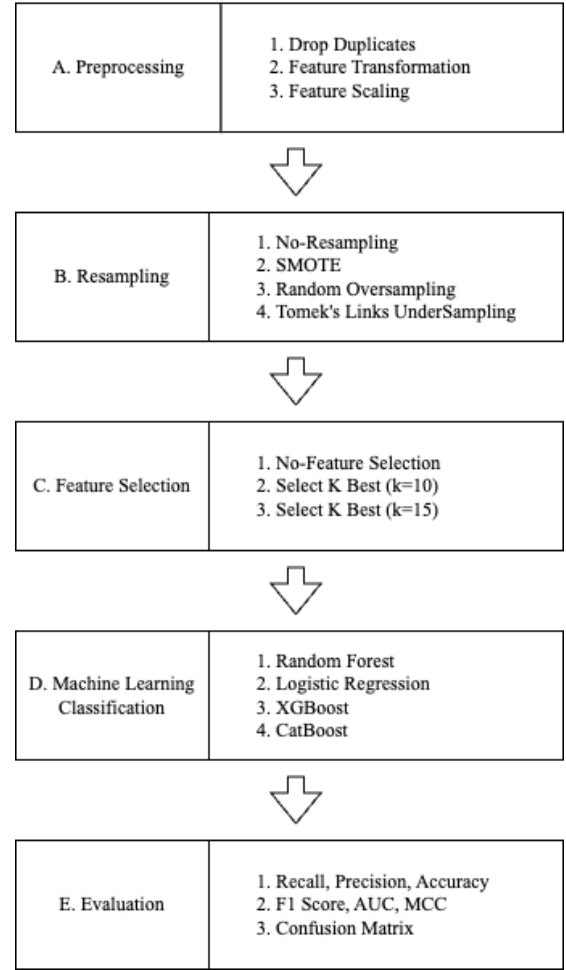 A. Preprocessing
1. Drop Duplicates
2. Feature Transformation
3. Feature Scaling
B. Resampling
1. No-Resampling
2. SMOTE
3. Random Oversampling
4. Tomek's Links UnderSampling
C. Feature Selection
1. No-Feature Selection
2. Select K Best (k=10)
3. Select K Best (k=15)
D. Machine Learning
Classification
1. Random Forest
2. Logistic Regression
3. XGBoost
4. CatBoost
E. Evaluation
1. Recall, Precision, Accuracy
2. F1 Score, AUC, MCC
3. Confusion Matrix